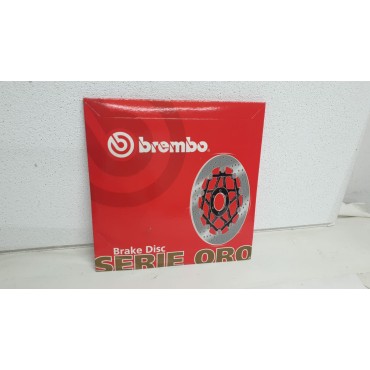 brembo
Brake Disc
SERIE ORO